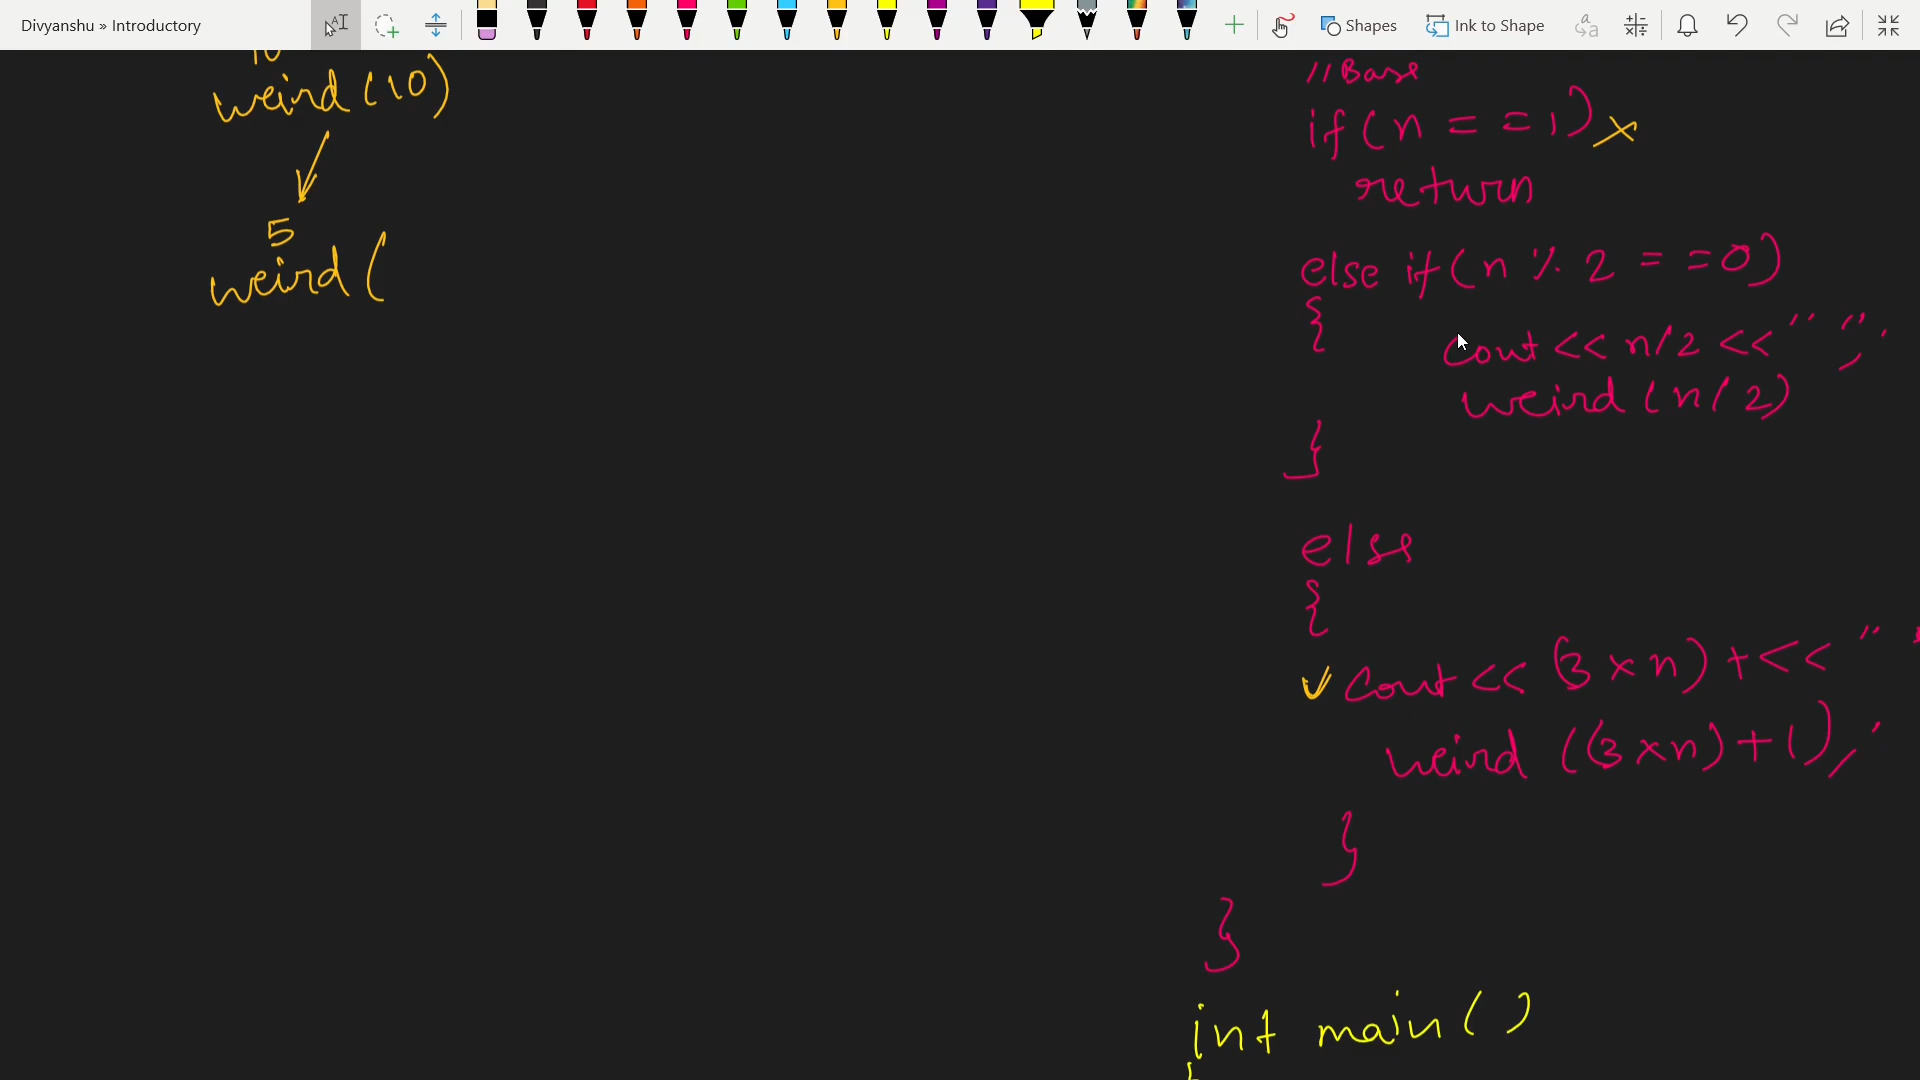 Divyanshu » Introductory
Shapes
Ink to Shape
10
weird (10)
5
weird (
//Base
if (n = = 1) x
return
else if (n % 2 = = 0)
{
cout << n/2 << " ";
weird (n/2)
}
else
{
✓ cout << (3 x n) + << " "
weird ((3 x n) + 1);
}
}
int main ()
{